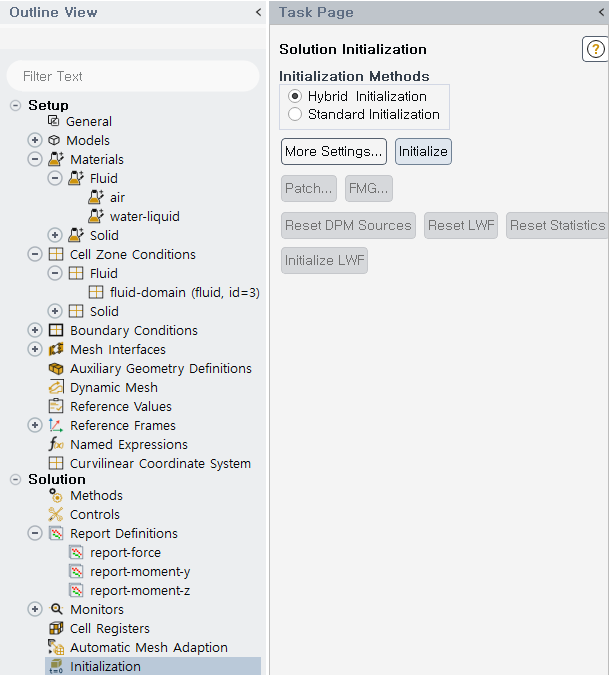 Outline View
Filter Text
Setup
General
Models
Materials
Fluid
air
water-liquid
Solid
Cell Zone Conditions
Fluid
fluid-domain (fluid, id=3)
Solid
Boundary Conditions
Mesh Interfaces
Auxiliary Geometry Definitions
Dynamic Mesh
Reference Values
Reference Frames
Named Expressions
Curvilinear Coordinate System
Solution
Methods
Controls
Report Definitions
report-force
report-moment-y
report-moment-z
Monitors
Cell Registers
Automatic Mesh Adaption
Initialization
Task Page
Solution Initialization
Initialization Methods
Hybrid Initialization
Standard Initialization
More Settings... Initialize
Patch... FMG...
Reset DPM Sources Reset LWF Reset Statistics
Initialize LWF